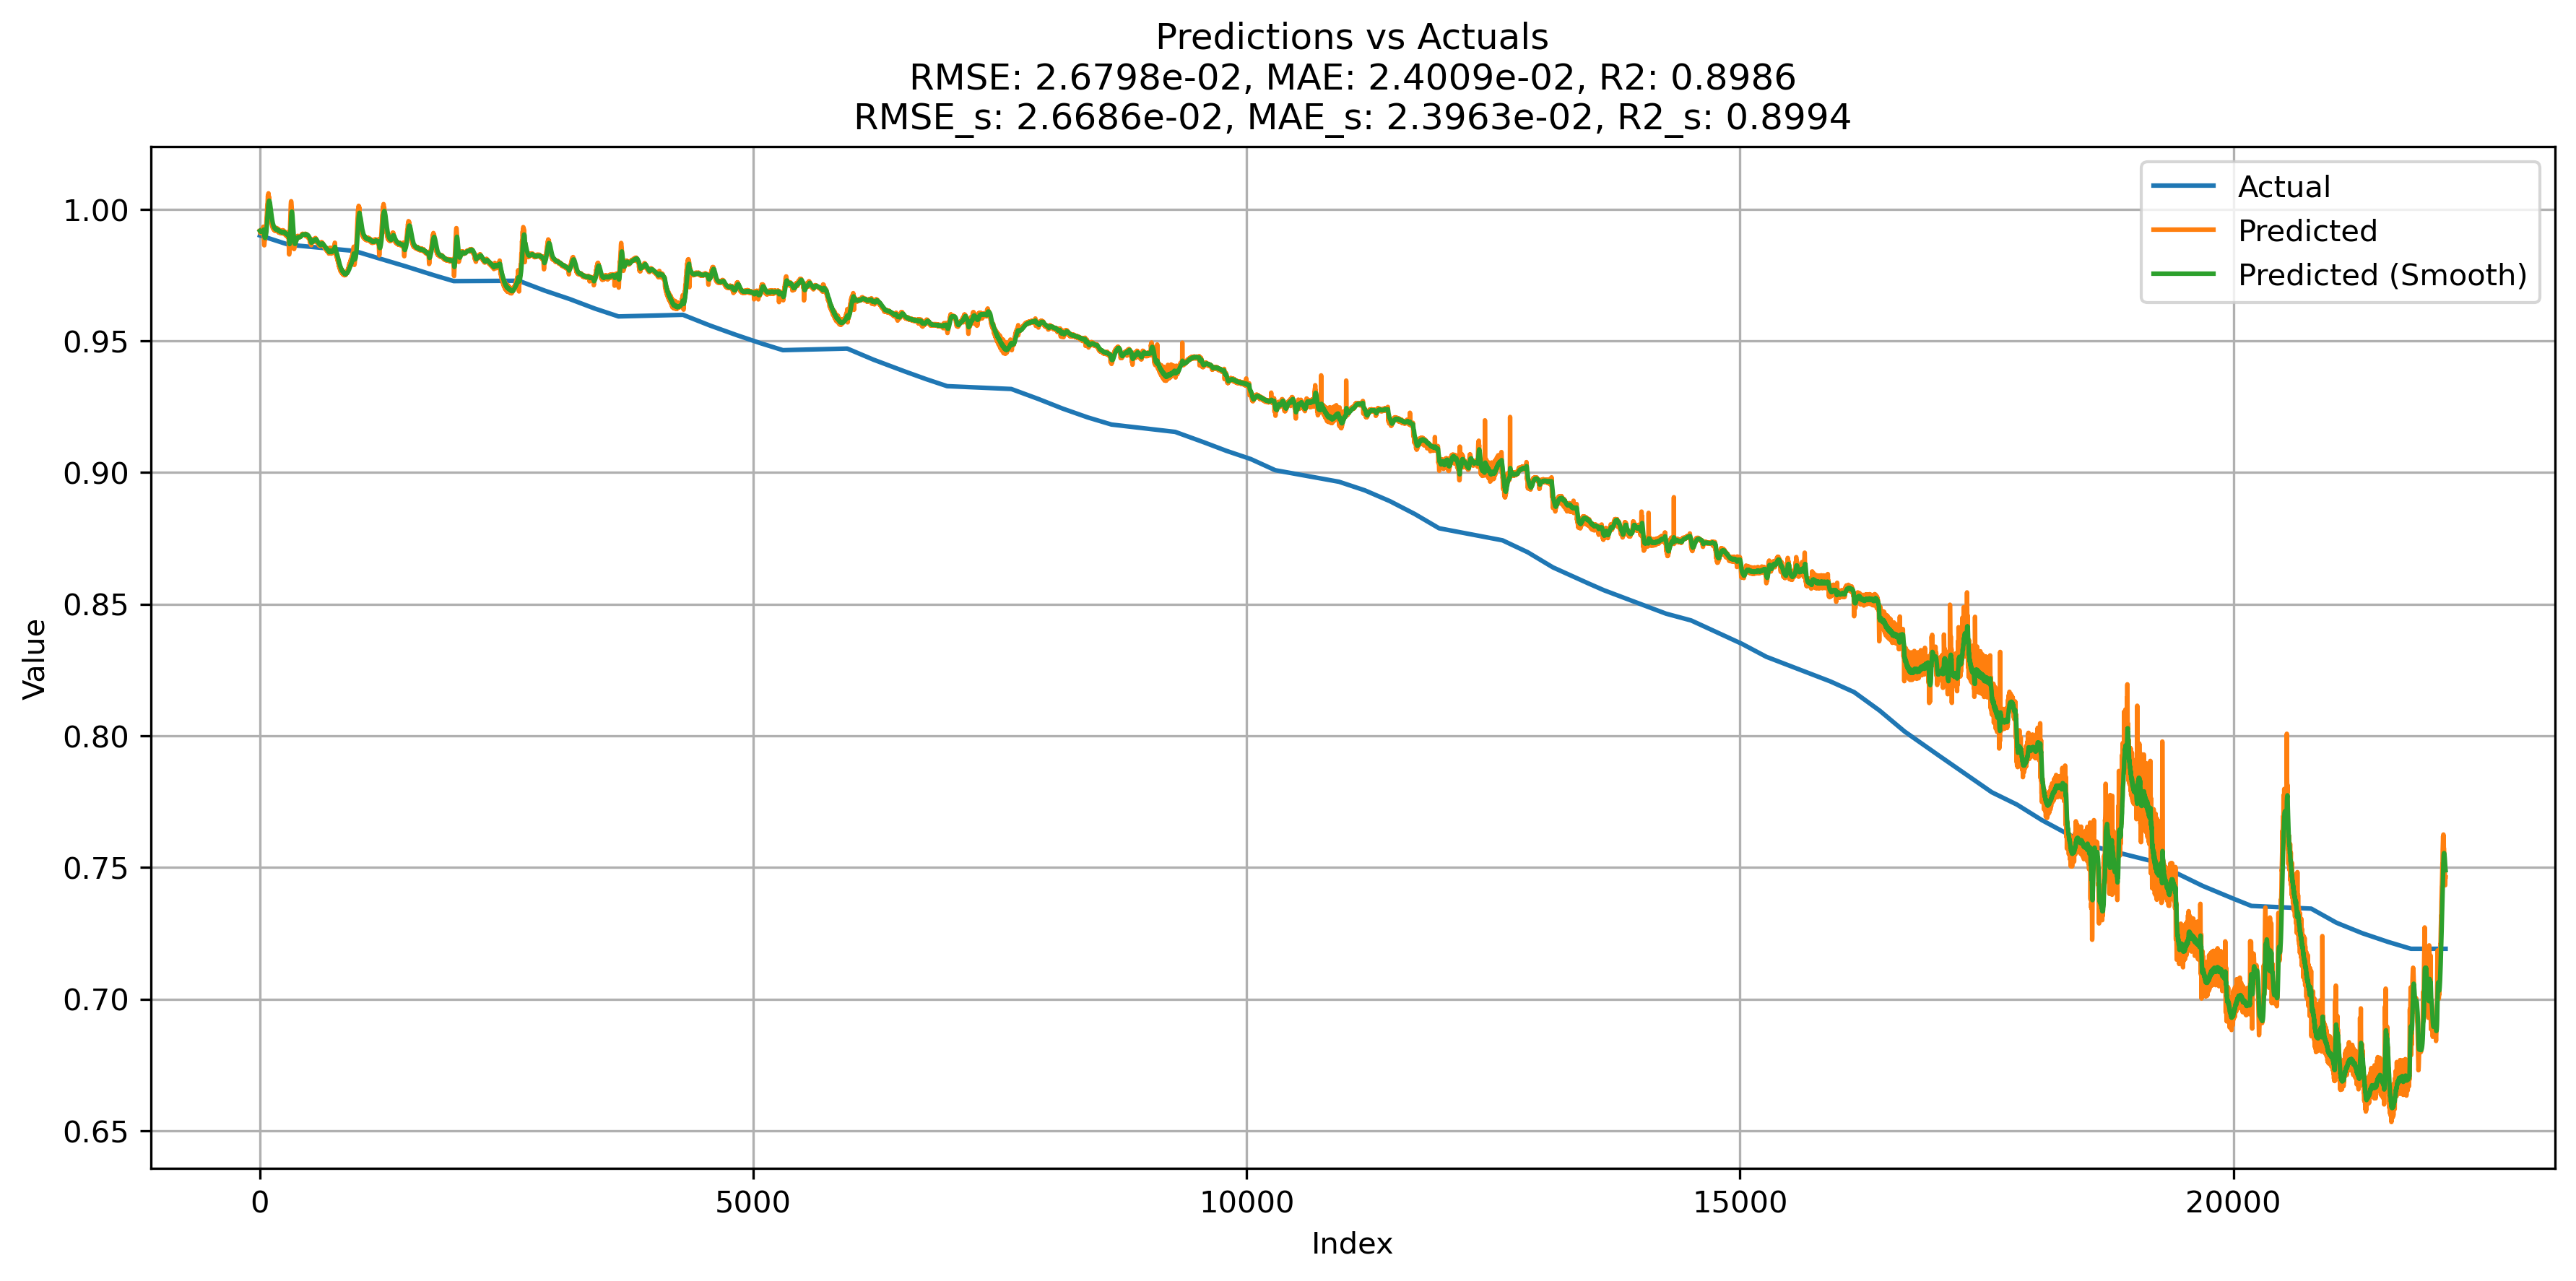 Predictions vs Actuals
RMSE: 2.6798e-02, MAE: 2.4009e-02, R2: 0.8986
RMSE_s: 2.6686e-02, MAE_s: 2.3963e-02, R2_s: 0.8994
Actual
Predicted
Predicted (Smooth)
Value
1.00
0.95
0.90
0.85
0.80
0.75
0.70
0.65
0
5000
10000
15000
20000
Index